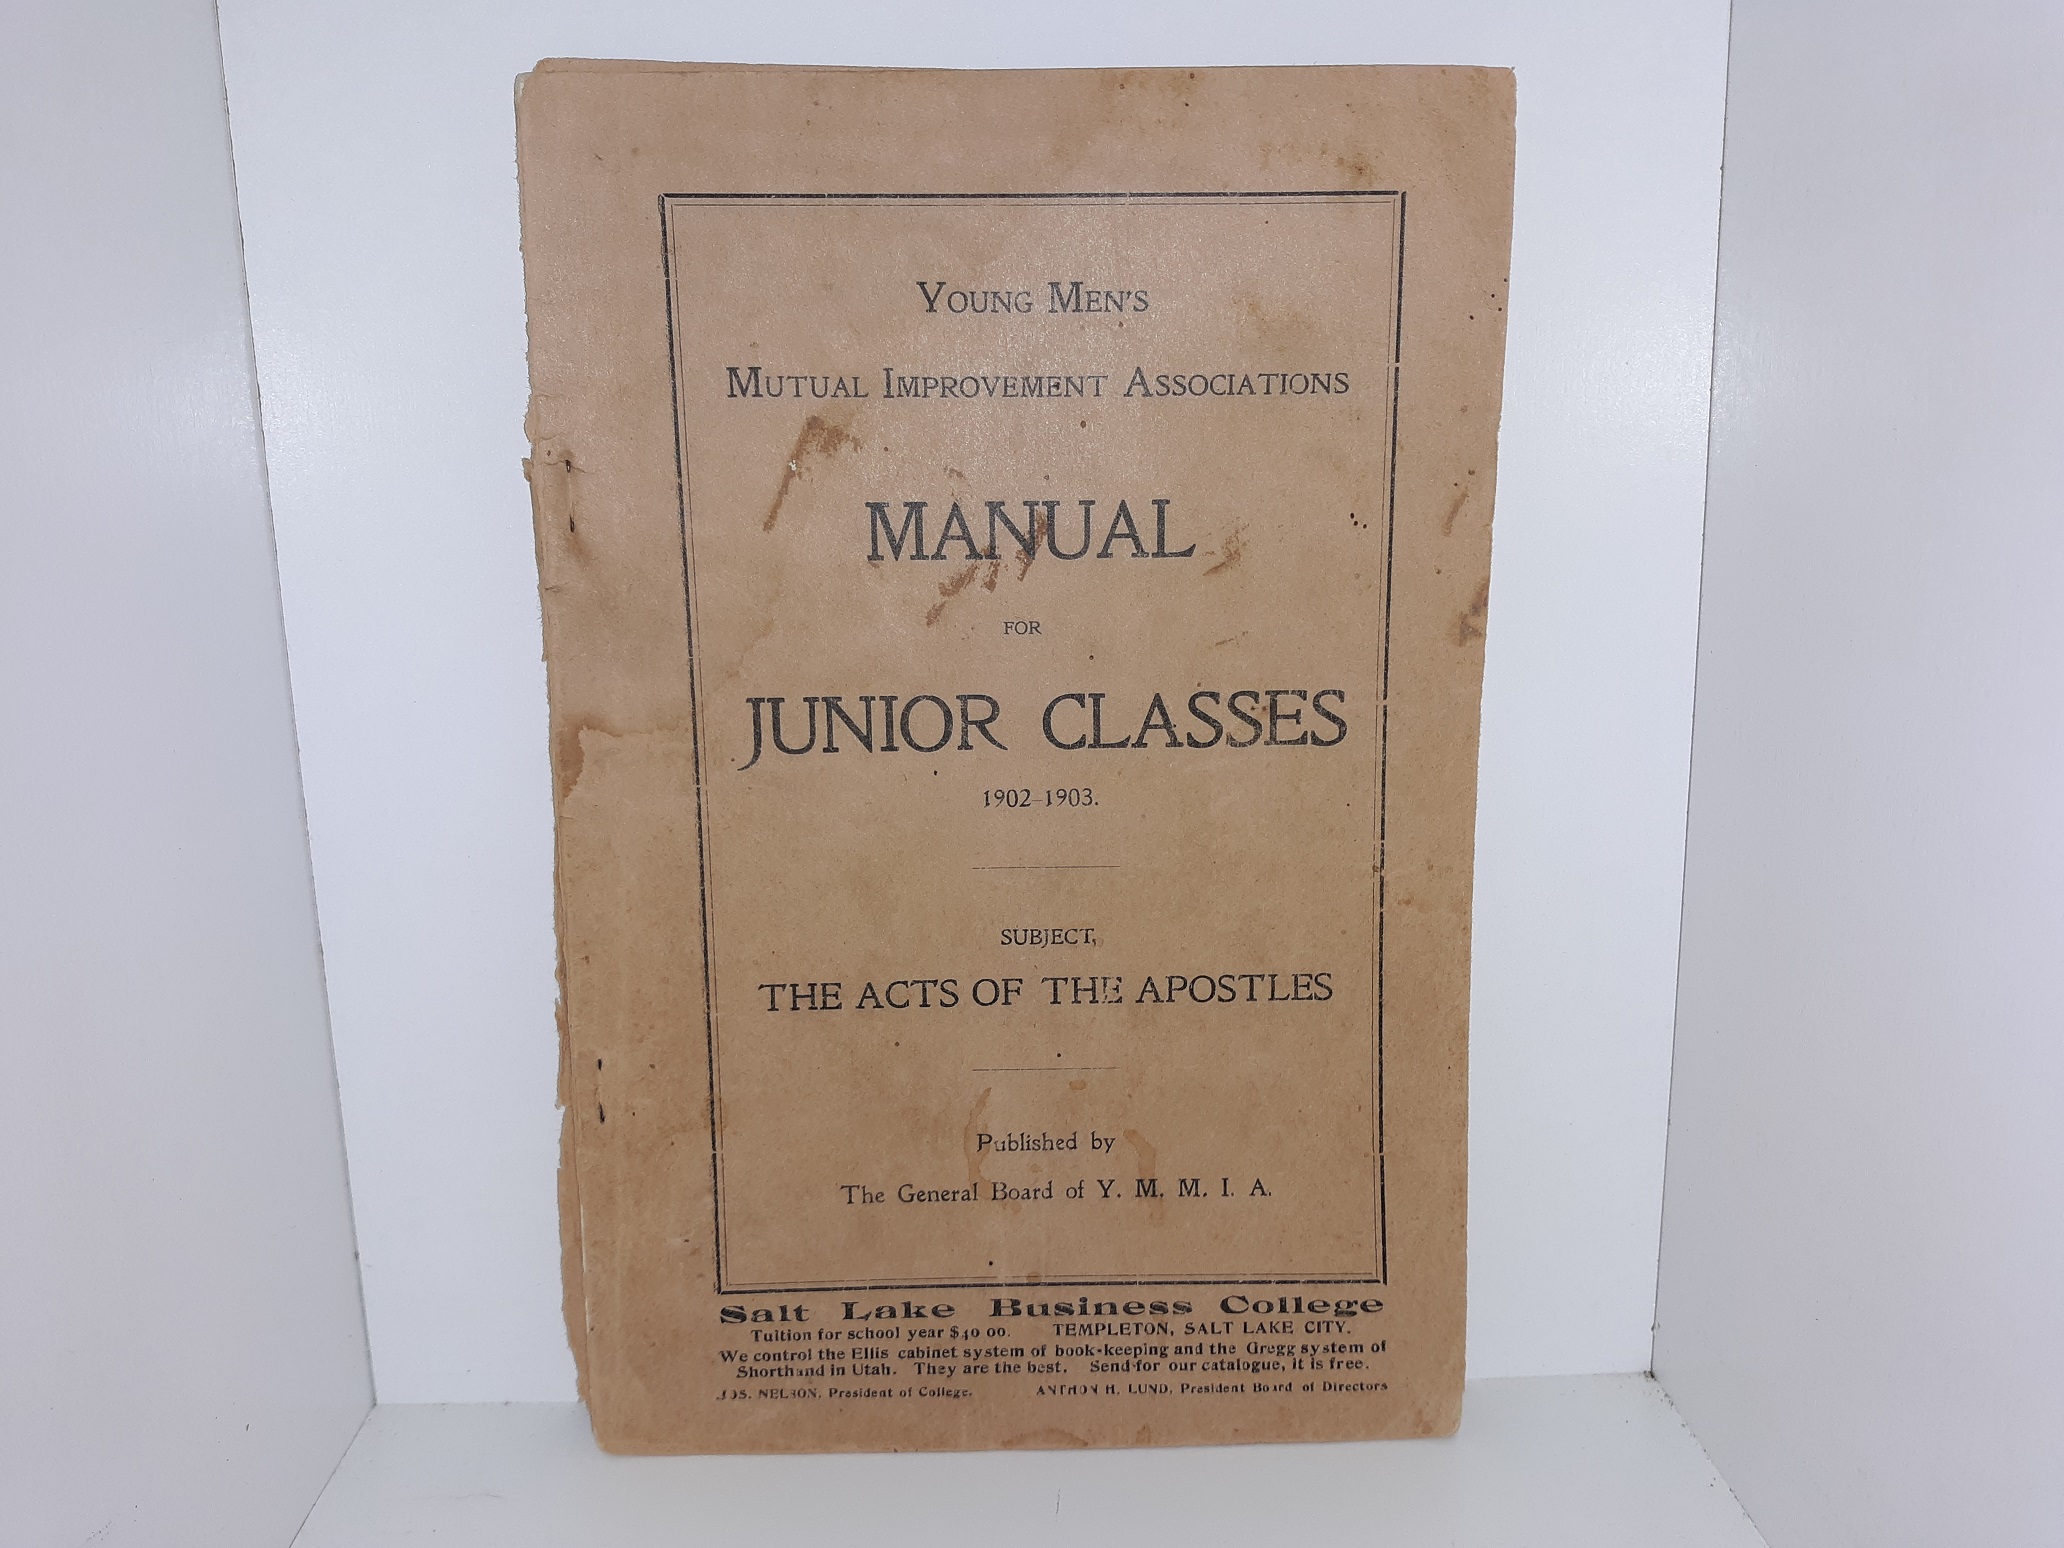 YOUNG MEN'S
MUTUAL IMPROVEMENT ASSOCIATIONS
MANUAL
FOR
JUNIOR CLASSES
1902-1903.
SUBJECT,
THE ACTS OF THE APOSTLES
Published by
The General Board of Y. M. M. I. A.
Salt Lake Business College
Tuition for school year $40 00. TEMPLETON, SALT LAKE CITY.
We control the Ellis cabinet system of book-keeping and the Gregg system of
Shorthand in Utah. They are the best. Send for our catalogue, it is free.
JOS. NELSON, President of College. ANTHON H. LUND, President Board of Directors